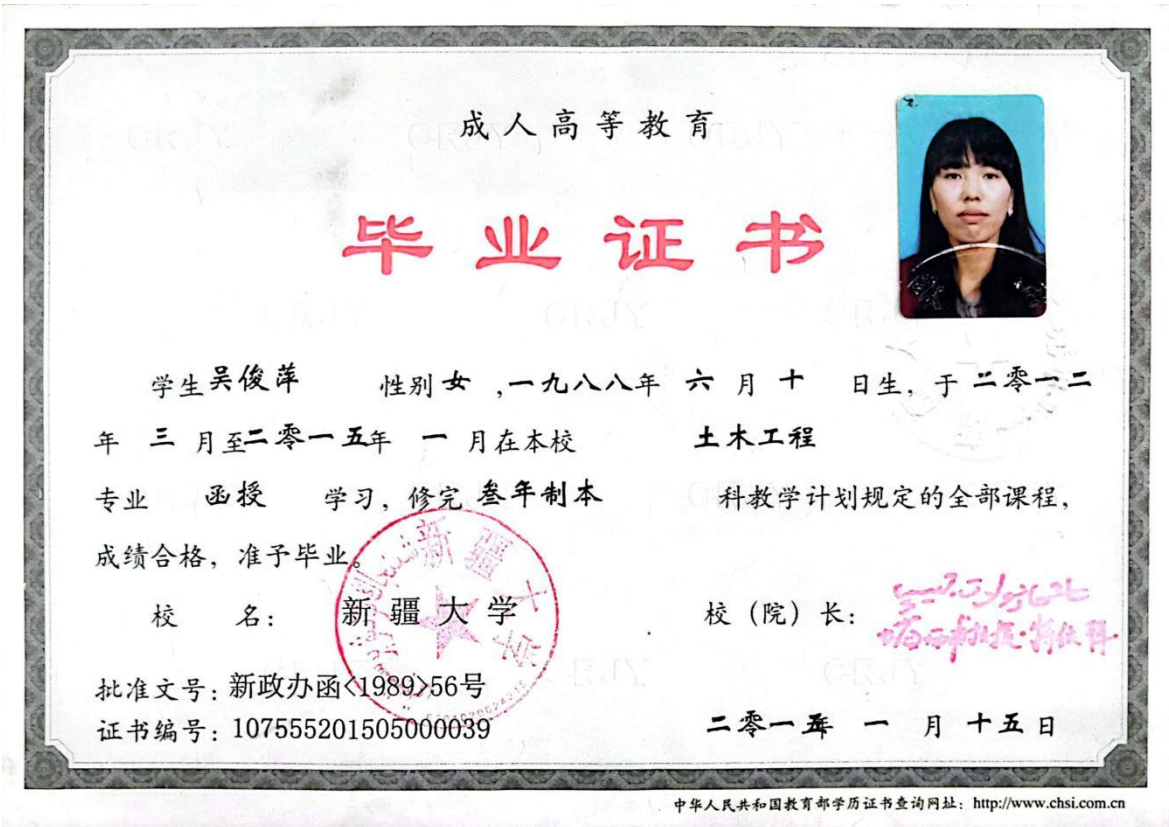 成人高等教育
毕业证书
学生 吴俊萍 性别 女 ,一九八八年 六 月 十 日生, 于 二零一二
年 三 月至二零一五年 一 月在本校 土木工程
专业 函授 学习, 修完 叁年制本 科教学计划规定的全部课程,
成绩合格, 准予毕业。
校 名: 新疆大学 校（院）长:
批准文号: 新政办函<1989>56号
证书编号: 107555201505000039 二零一五年 一 月 十五日
中华人民共和国教育部学历证书查询网址: http://www.chsi.com.cn
新疆大学